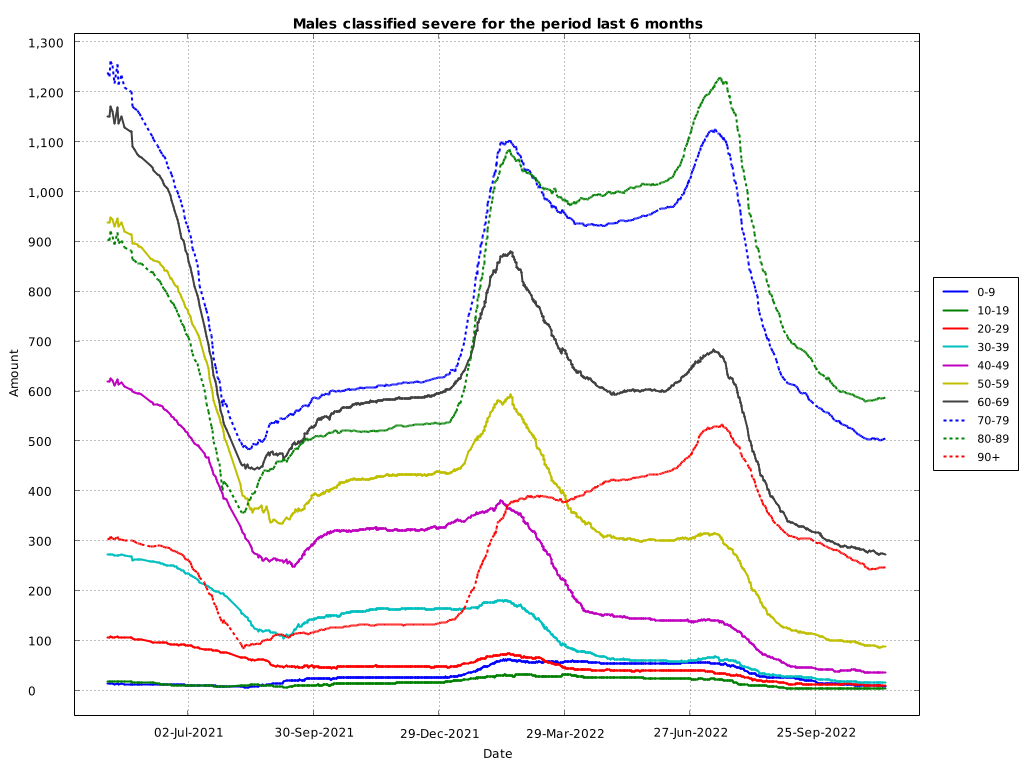 Males classified severe for the period last 6 months
1,300
1,200
1,100
1,000
900
800
700
600
500
400
300
200
100
0
Amount
02-Jul-2021
30-Sep-2021
29-Dec-2021
29-Mar-2022
27-Jun-2022
25-Sep-2022
Date
0-9
10-19
20-29
30-39
40-49
50-59
60-69
70-79
80-89
90+